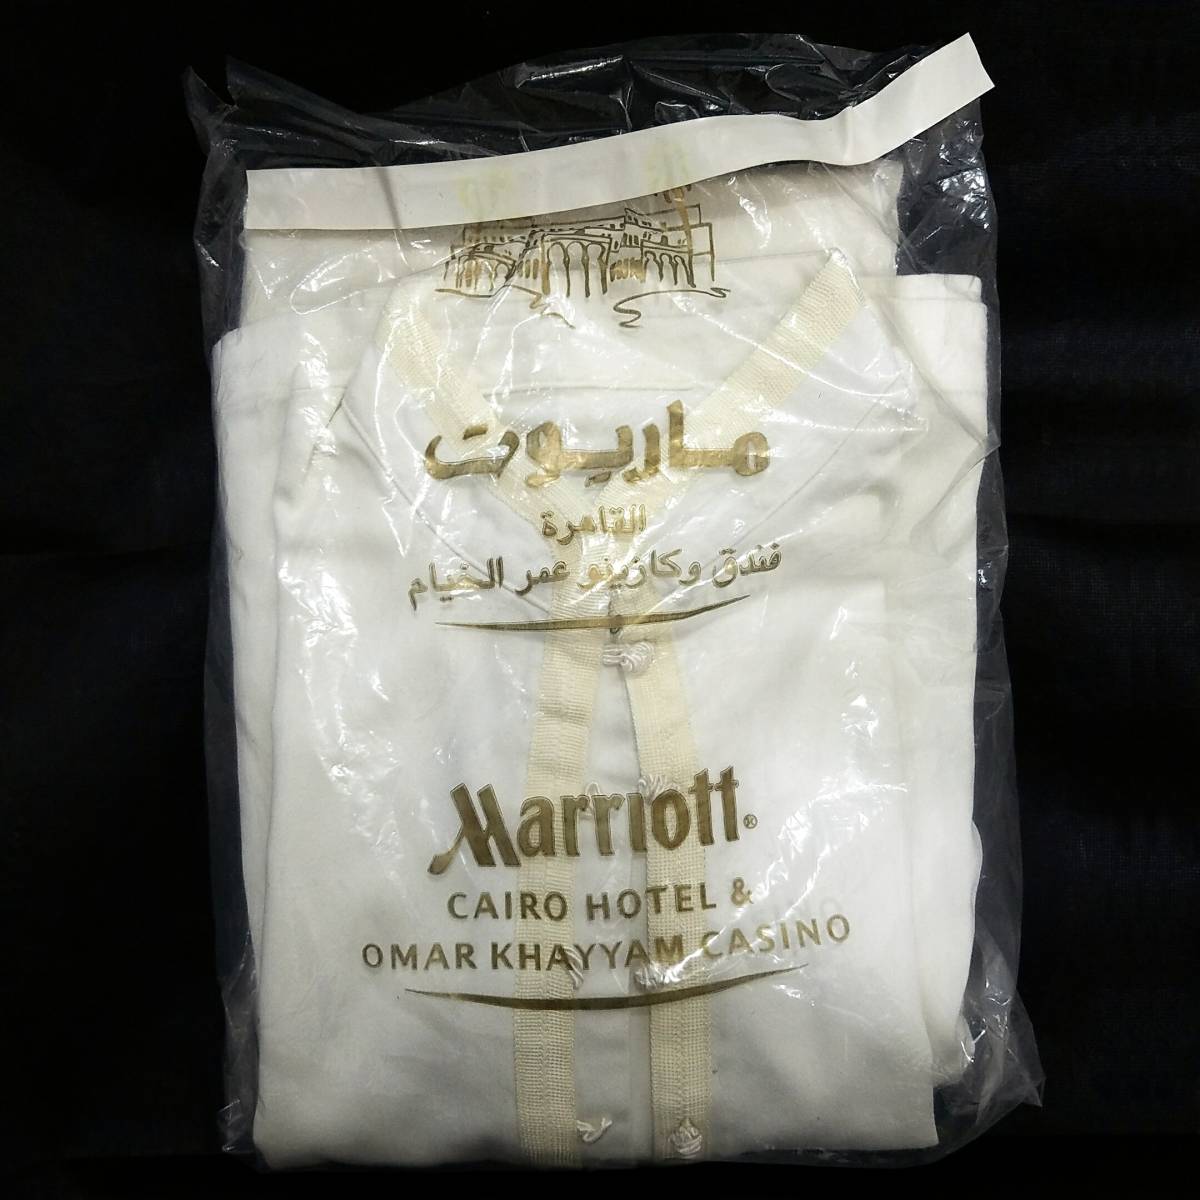 ماريوت
القاهرة
فندق وكازينو عمر الخيام
Marriott®
CAIRO HOTEL &
OMAR KHAYYAM CASINO